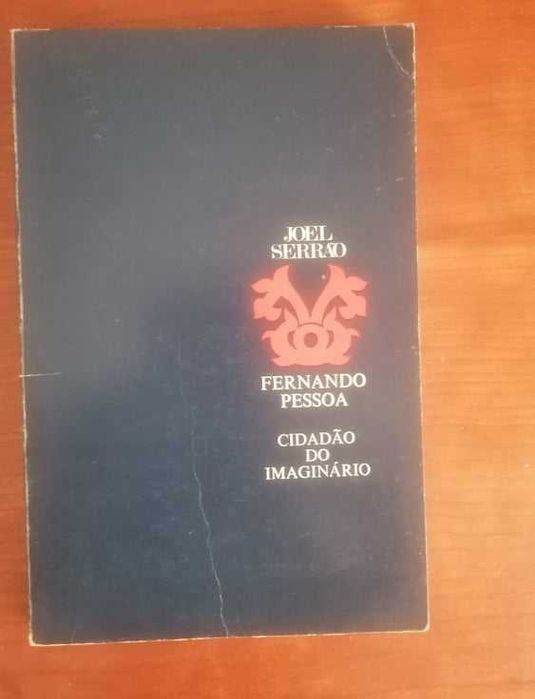 JOEL
SERRÃO
FERNANDO
PESSOA
CIDADÃO
DO
IMAGINÁRIO